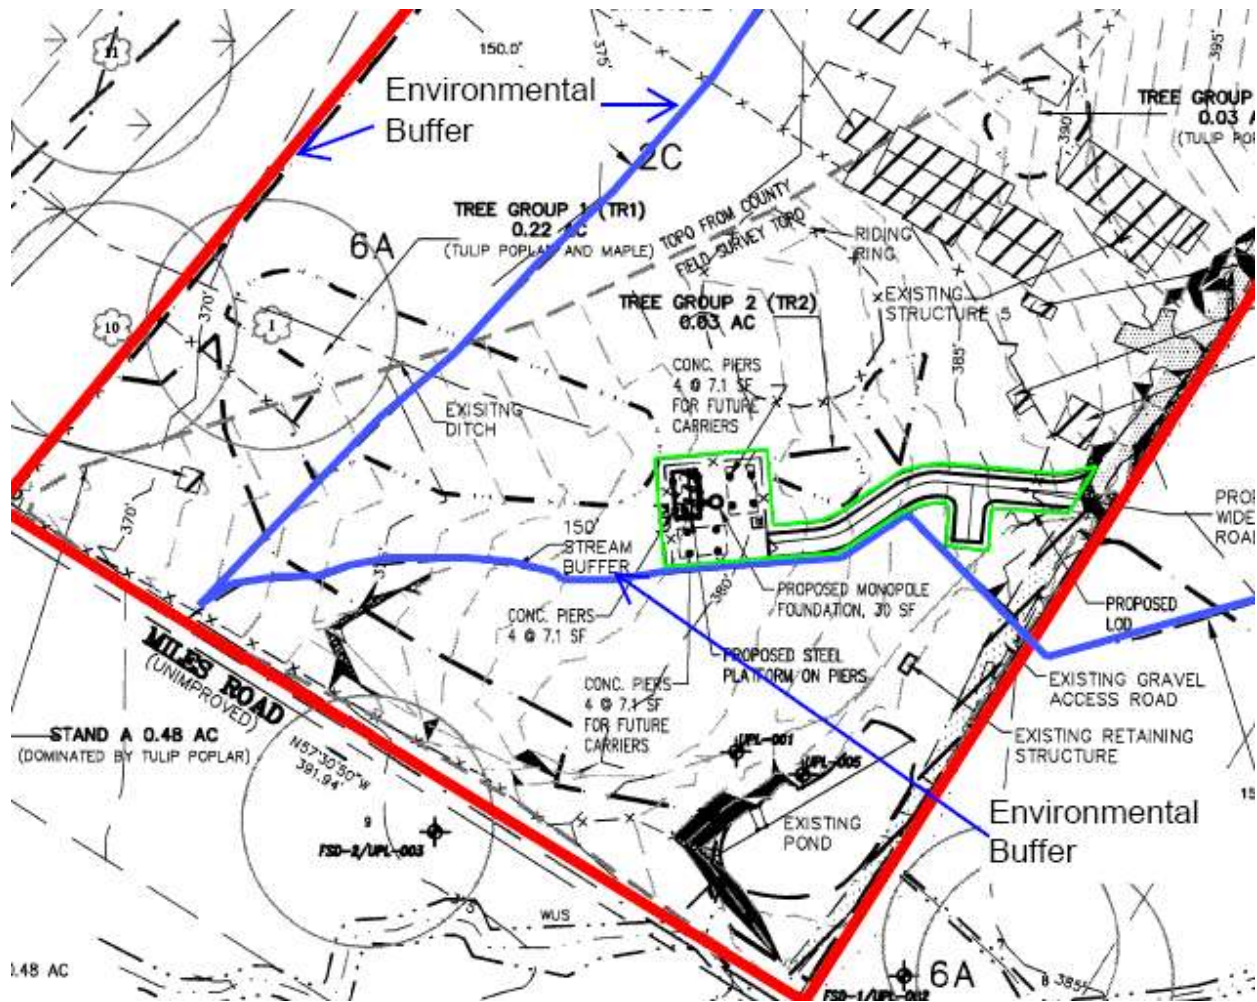 11
150.0'
375'
395'
Environmental
Buffer
TREE GROUP
0.03 A
(TULIP POP
390'
2C
TREE GROUP 1 (TR1)
0.22 AC
(TULIP POPLAR AND MAPLE)
6A
TOPO FROM COUNTY
FIELD SURVEY TOPO
RIDING
RING
370'
10
1
TREE GROUP 2 (TR2)
0.03 AC
EXISTING
STRUCTURE 5
385'
CONC. PIERS
4 @ 7.1 SF
FOR FUTURE
CARRIERS
EXISITNG
DITCH
370'
150'
STREAM
BUFFER
PROPOSED MONOPOLE
FOUNDATION, 30 SF
380'
PROPOSED
LOD
CONC. PIERS
4 @ 7.1 SF
PROPOSED STEEL
PLATFORM ON PIERS
EXISTING GRAVEL
ACCESS ROAD
MILES ROAD
(UNIMPROVED)
CONC. PIERS
4 @ 7.1 SF
FOR FUTURE
CARRIERS
EXISTING RETAINING
STRUCTURE
STAND A 0.48 AC
(DOMINATED BY TULIP POPLAR)
N57°30'50"W
391.94'
UPL-001
UPL-005
EXISTING
POND
Environmental
Buffer
9
FSD-2/UPL-003
375
WUS
0.48 AC
6A
8
385'
FSD-1/UPL-002